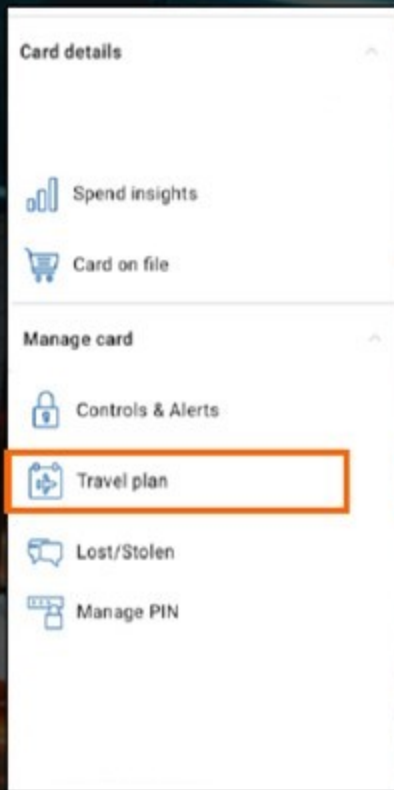 Card details
Spend insights
Card on file
Manage card
Controls & Alerts
Travel plan
Lost/Stolen
Manage PIN